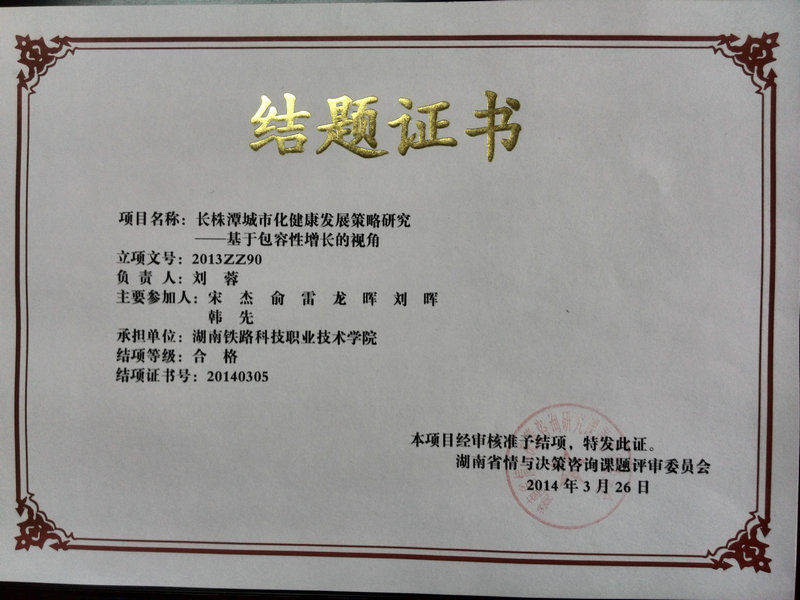 结题证书
项目名称：长株潭城市化健康发展策略研究
——基于包容性增长的视角
立项文号：2013ZZ90
负 责 人：刘 蓉
主要参加人：宋 杰 俞 雷 龙 晖 刘 晖
韩 先
承担单位：湖南铁路科技职业技术学院
结项等级：合 格
结项证书号：20140305
本项目经审核准予结项，特发此证。
湖南省情与决策咨询课题评审委员会
2014 年 3 月 26 日